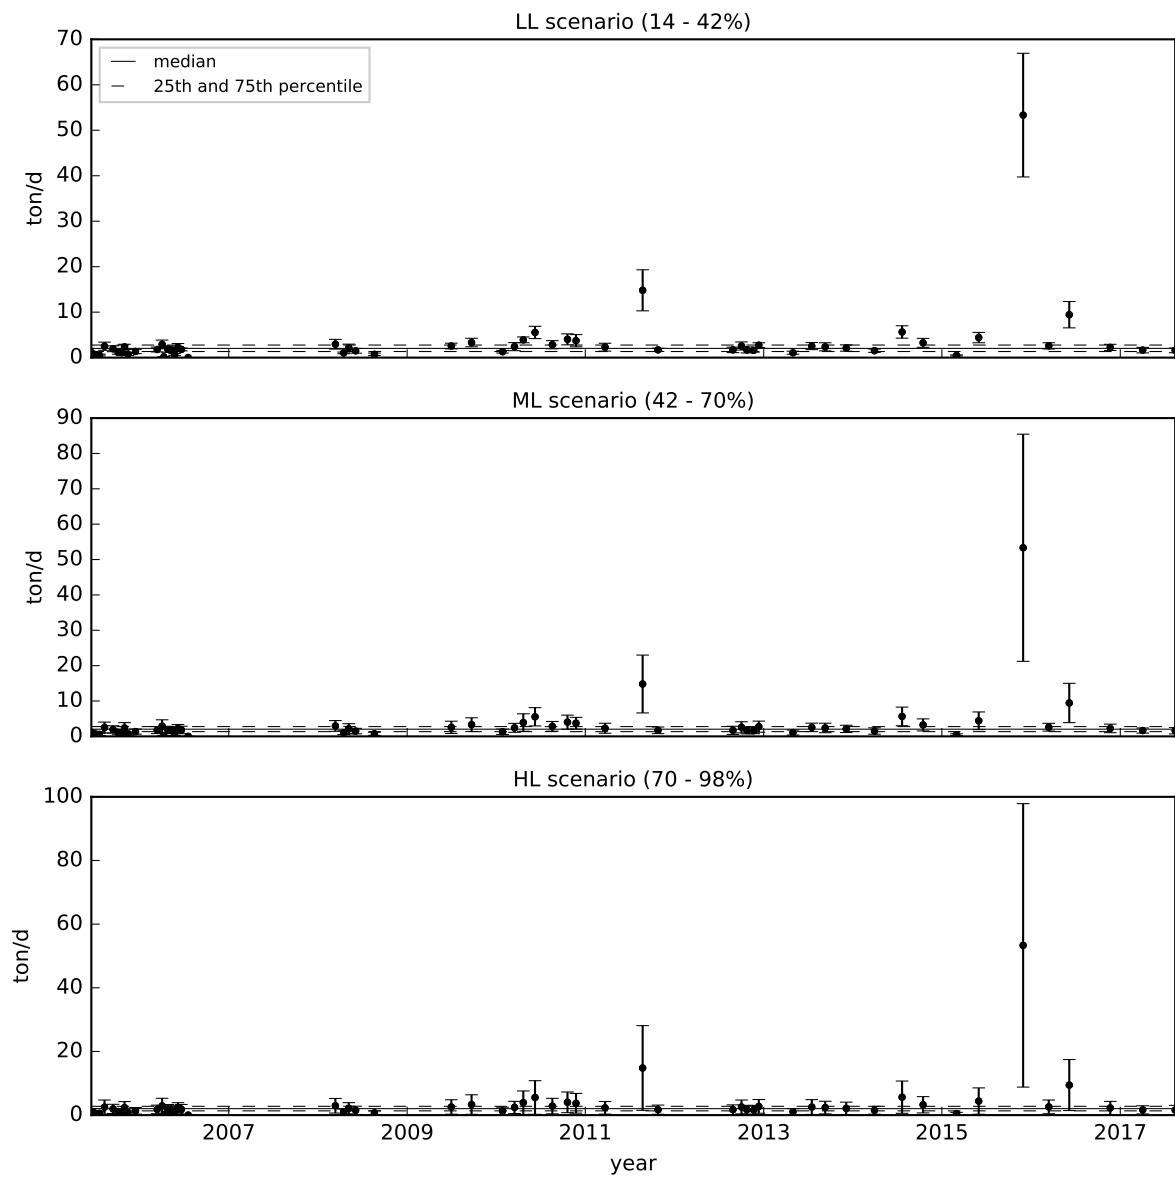 LL scenario (14 - 42%)
70
60
50
40
30
20
10
0
ton/d
median
25th and 75th percentile
ML scenario (42 - 70%)
90
80
70
60
50
40
30
20
10
0
ton/d
HL scenario (70 - 98%)
100
80
60
40
20
0
ton/d
2007 2009 2011 2013 2015 2017
year